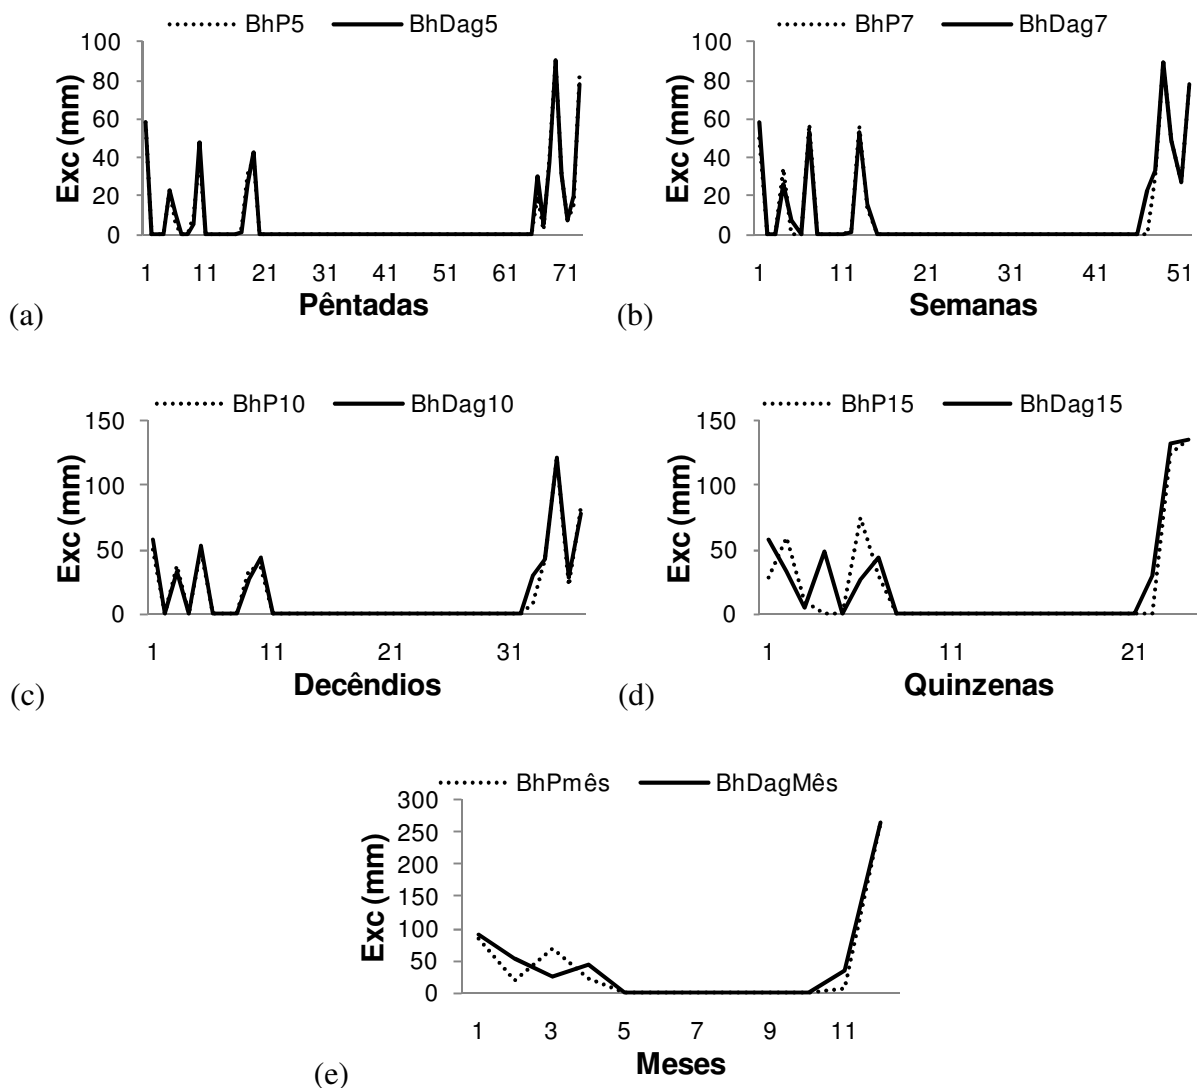 BhP5 BhDag5
100
80
60
40
20
0
Exc (mm)
1 11 21 31 41 51 61 71
Pêntadas
(a)
BhP7 BhDag7
100
80
60
40
20
0
Exc (mm)
1 11 21 31 41 51
Semanas
(b)
BhP10 BhDag10
150
100
50
0
Exc (mm)
1 11 21 31
Decêndios
(c)
BhP15 BhDag15
150
100
50
0
Exc (mm)
1 11 21
Quinzenas
(d)
BhPmês BhDagMês
300
250
200
150
100
50
0
Exc (mm)
1 3 5 7 9 11
Meses
(e)